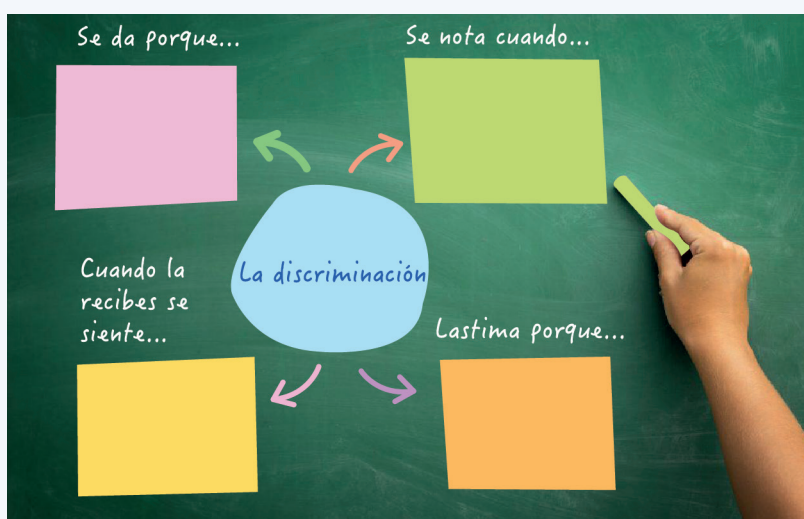 Se da porque...
Se nota cuando...
La discriminación
Cuando la
recibes se
siente...
Lastima porque...